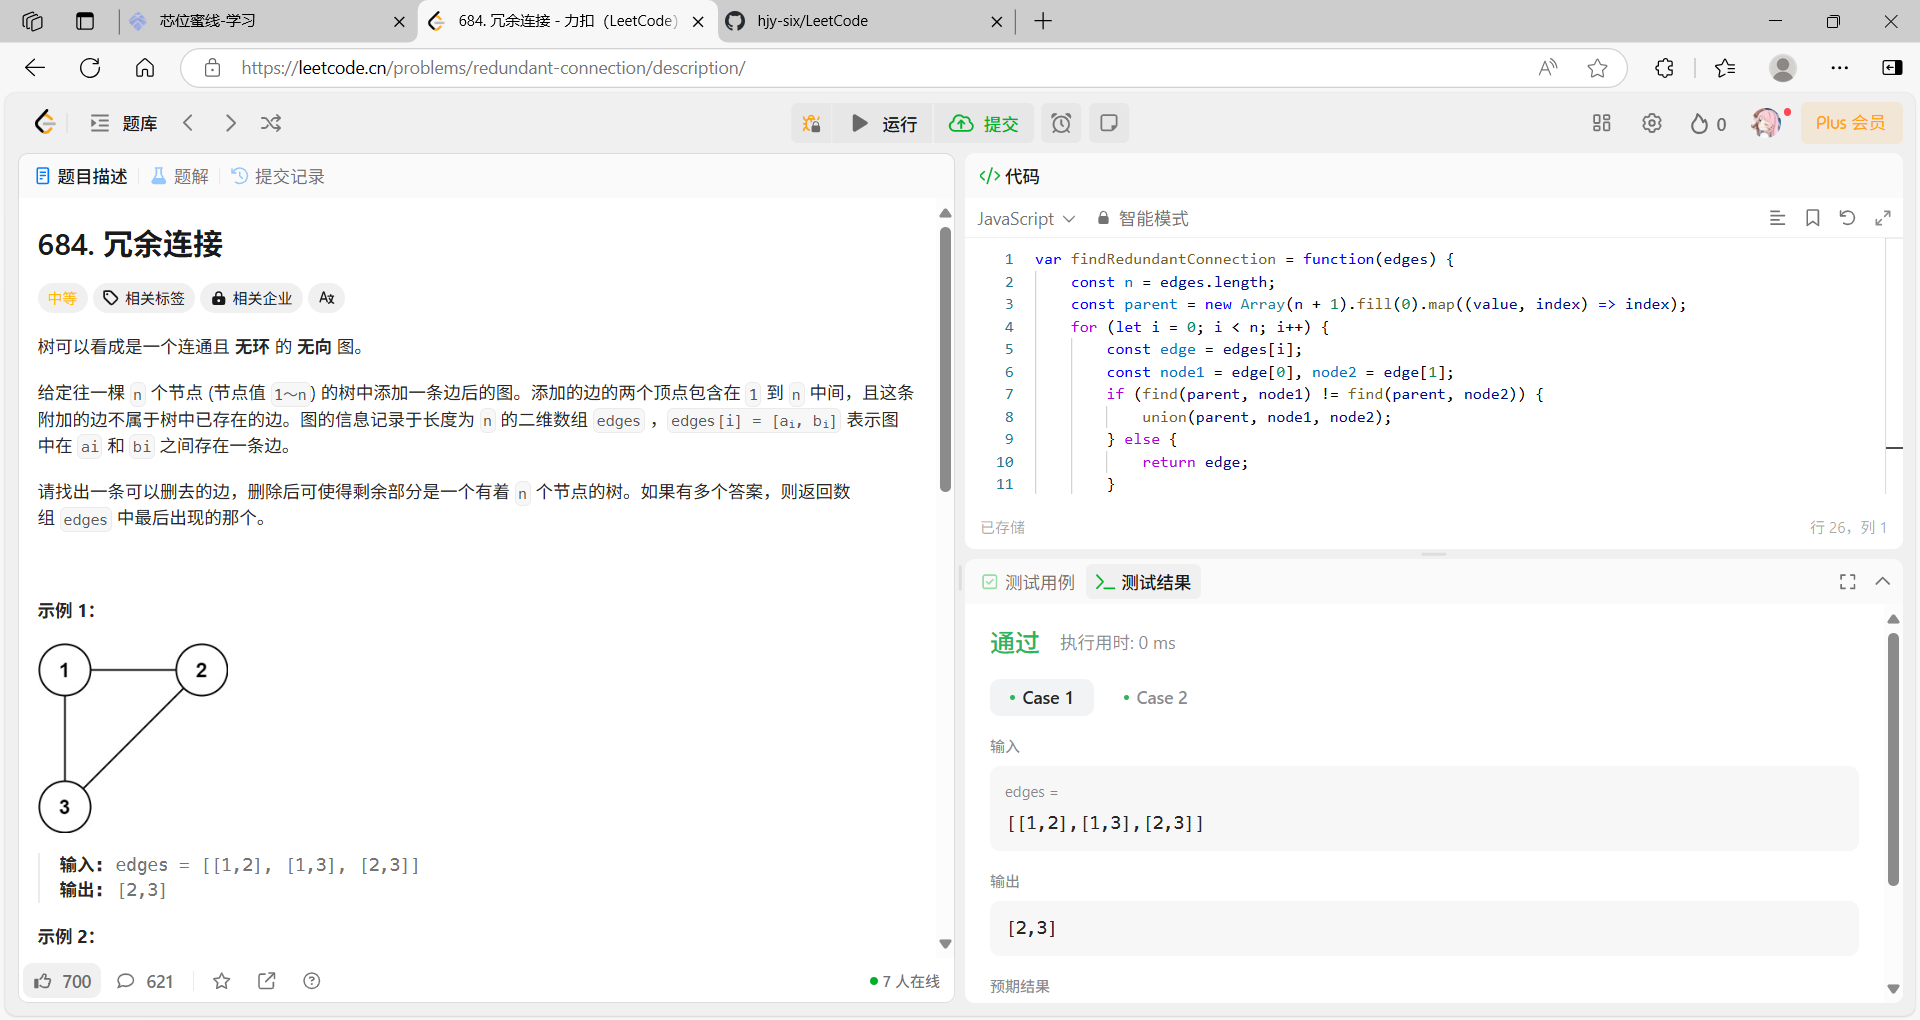 芯位蜜线-学习
684. 冗余连接 - 力扣（LeetCode）
hjy-six/LeetCode
https://leetcode.cn/problems/redundant-connection/description/
题库
运行
提交
0
Plus 会员
题目描述
题解
提交记录
684. 冗余连接
中等
相关标签
相关企业
树可以看成是一个连通且 无环 的 无向 图。
给定往一棵 n 个节点 (节点值 1～n) 的树中添加一条边后的图。添加的边的两个顶点包含在 1 到 n 中间，且这条
附加的边不属于树中已存在的边。图的信息记录于长度为 n 的二维数组 edges ，edges[i] = [ai, bi] 表示图
中在 ai 和 bi 之间存在一条边。
请找出一条可以删去的边，删除后可使得剩余部分是一个有着 n 个节点的树。如果有多个答案，则返回数
组 edges 中最后出现的那个。
示例 1：
1
2
3
输入: edges = [[1,2], [1,3], [2,3]]
输出: [2,3]
示例 2：
700
621
7 人在线
</> 代码
JavaScript
智能模式
1 var findRedundantConnection = function(edges) {
2 const n = edges.length;
3 const parent = new Array(n + 1).fill(0).map((value, index) => index);
4 for (let i = 0; i < n; i++) {
5 const edge = edges[i];
6 const node1 = edge[0], node2 = edge[1];
7 if (find(parent, node1) != find(parent, node2)) {
8 union(parent, node1, node2);
9 } else {
10 return edge;
11 }
已存储
行 26，列 1
测试用例
测试结果
通过
执行用时: 0 ms
Case 1
Case 2
输入
edges =
[[1,2],[1,3],[2,3]]
输出
[2,3]
预期结果